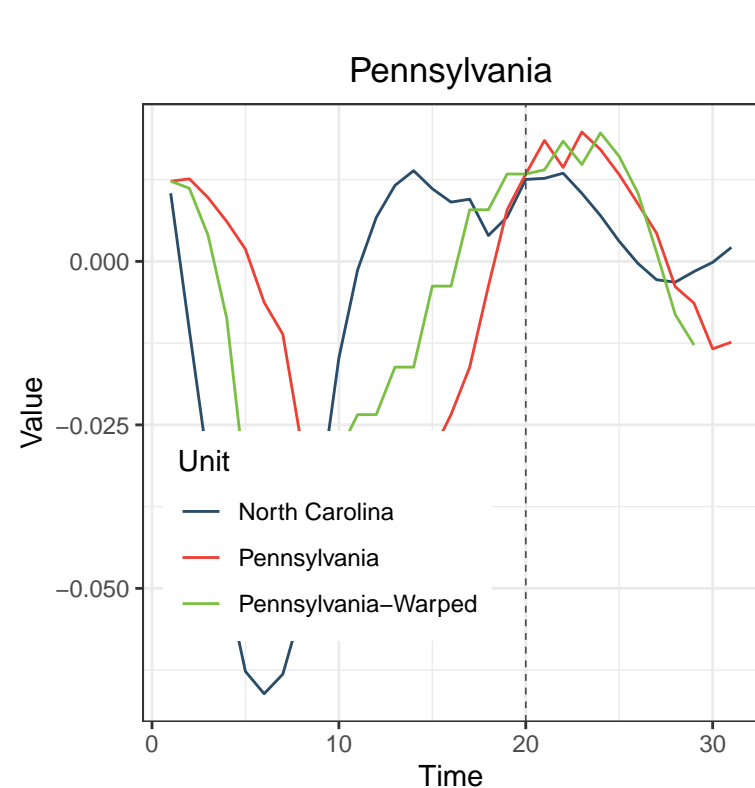 Pennsylvania
0.000
−0.025
−0.050
Value
Unit
North Carolina
Pennsylvania
Pennsylvania−Warped
0 10 20 30
Time